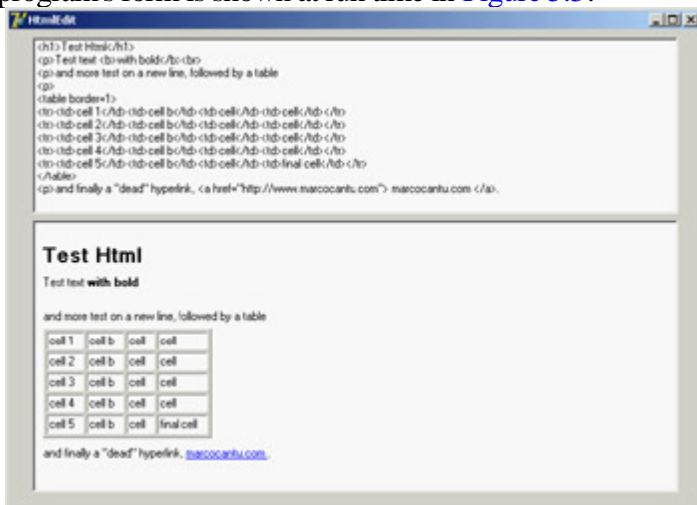 program's form is shown at run time in Figure 5.5.
HtmlEdit
<h1>Test Html</h1>
<p>Test text <b>with bold</b><br>
<p>and more test on a new line, followed by a table
<p>
<table border=1>
<tr><td>cell 1</td><td>cell b</td><td>cell</td><td>cell</td></tr>
<tr><td>cell 2</td><td>cell b</td><td>cell</td><td>cell</td></tr>
<tr><td>cell 3</td><td>cell b</td><td>cell</td><td>cell</td></tr>
<tr><td>cell 4</td><td>cell b</td><td>cell</td><td>cell</td></tr>
<tr><td>cell 5</td><td>cell b</td><td>cell</td><td>final cell</td></tr>
</table>
<p>and finally a "dead" hyperlink, <a href="http://www.marcocantu.com"> marcocantu.com </a>.
Test Html
Test text with bold
and more test on a new line, followed by a table
cell 1 cell b cell cell
cell 2 cell b cell cell
cell 3 cell b cell cell
cell 4 cell b cell cell
cell 5 cell b cell final cell
and finally a "dead" hyperlink, marcocantu.com .